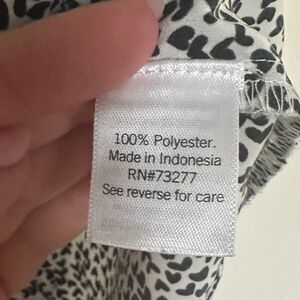 100% Polyester.
Made in Indonesia
RN#73277
See reverse for care